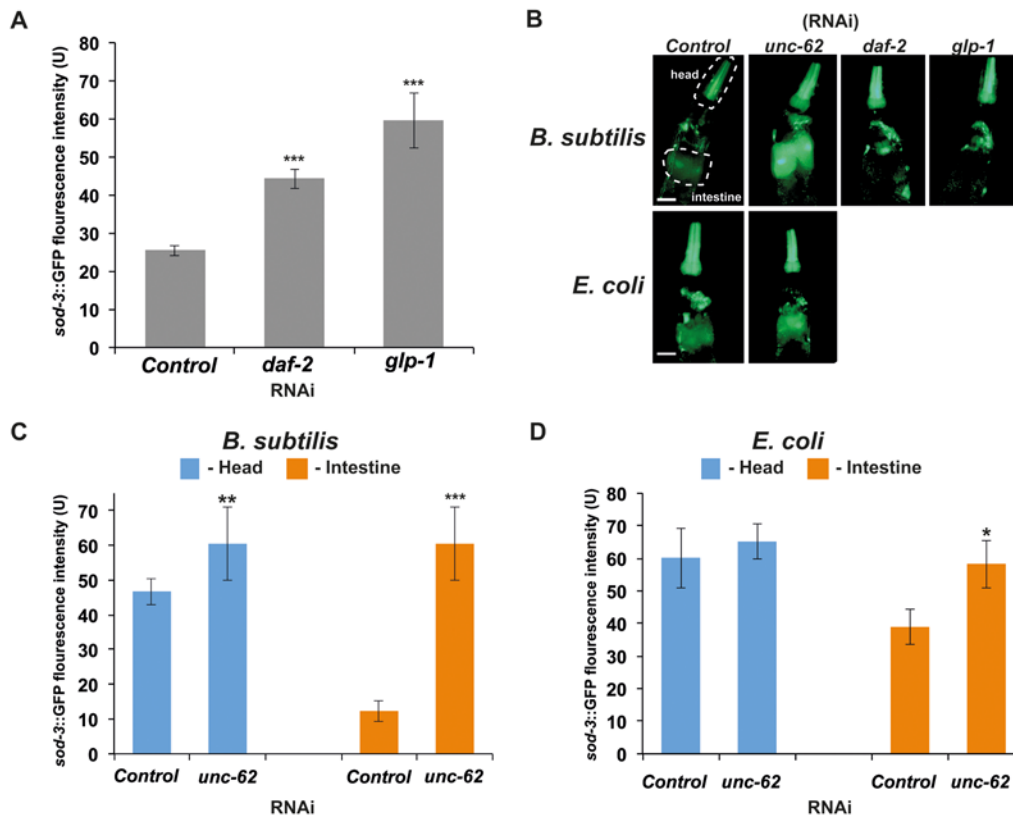 A
sod-3::GFP flourescence intensity (U)
80
70
60
50
40
30
20
10
0
***
***
Control daf-2 glp-1
RNAi
B
(RNAi)
Control unc-62 daf-2 glp-1
head
B. subtilis
intestine
E. coli
C
B. subtilis
- Head - Intestine
sod-3::GFP flourescence intensity (U)
70
60
50
40
30
20
10
0
**
***
Control unc-62 Control unc-62
RNAi
D
E. coli
- Head - Intestine
sod-3::GFP flourescence intensity (U)
80
70
60
50
40
30
20
10
0
*
Control unc-62 Control unc-62
RNAi